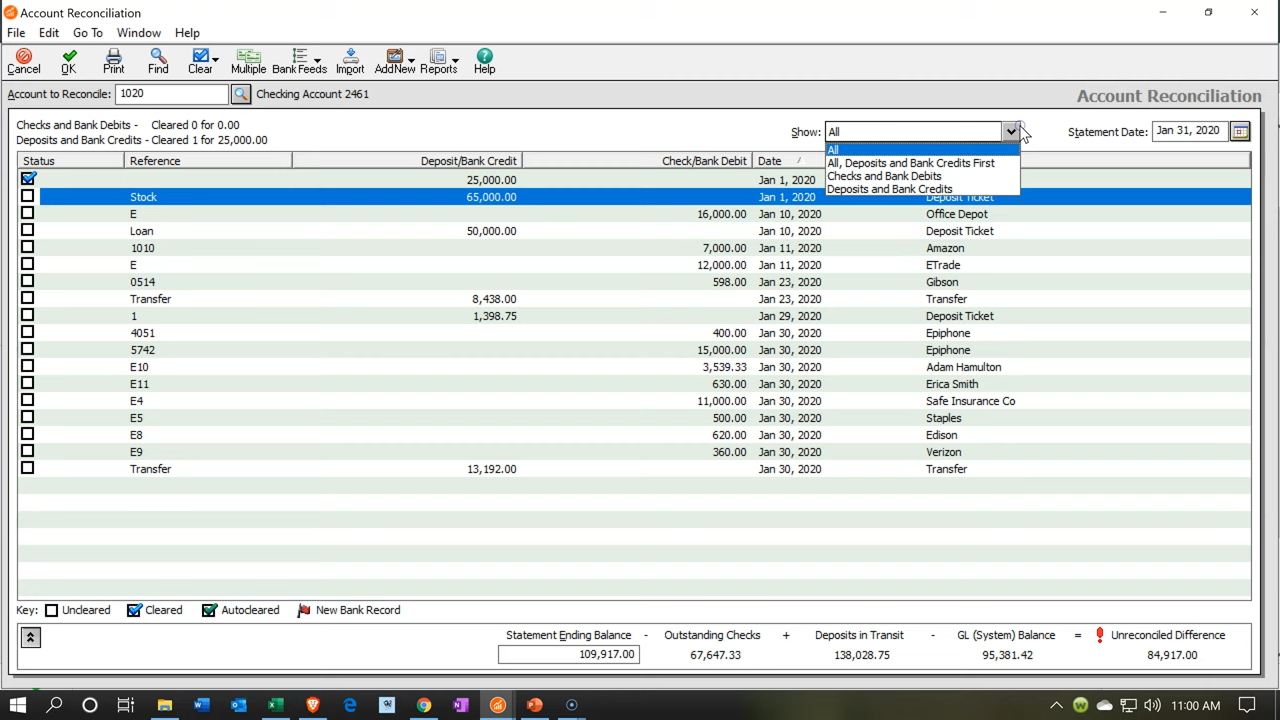 Account Reconciliation
File Edit Go To Window Help
Cancel OK Print Find Clear Multiple Bank Feeds Import AddNew Reports Help
Account to Reconcile: 1020 Checking Account 2461 Account Reconciliation
Checks and Bank Debits - Cleared 0 for 0.00
Deposits and Bank Credits - Cleared 1 for 25,000.00
Show: All Statement Date: Jan 31, 2020
All
All, Deposits and Bank Credits First
Checks and Bank Debits
Deposits and Bank Credits
Status Reference Deposit/Bank Credit Check/Bank Debit Date
25,000.00 Jan 1, 2020
Stock 65,000.00 Jan 1, 2020 Deposit Ticket
E 16,000.00 Jan 10, 2020 Office Depot
Loan 50,000.00 Jan 10, 2020 Deposit Ticket
1010 7,000.00 Jan 11, 2020 Amazon
E 12,000.00 Jan 11, 2020 ETrade
0514 598.00 Jan 23, 2020 Gibson
Transfer 8,438.00 Jan 23, 2020 Transfer
1 1,398.75 Jan 29, 2020 Deposit Ticket
4051 400.00 Jan 30, 2020 Epiphone
5742 15,000.00 Jan 30, 2020 Epiphone
E10 3,539.33 Jan 30, 2020 Adam Hamulton
E11 630.00 Jan 30, 2020 Erica Smith
E4 11,000.00 Jan 30, 2020 Safe Insurance Co
E5 500.00 Jan 30, 2020 Staples
E8 620.00 Jan 30, 2020 Edison
E9 360.00 Jan 30, 2020 Verizon
Transfer 13,192.00 Jan 30, 2020 Transfer
Key: Uncleared Cleared Autocleared New Bank Record
Statement Ending Balance - Outstanding Checks + Deposits in Transit - GL (System) Balance = Unreconciled Difference
109,917.00 67,647.33 138,028.75 95,381.42 84,917.00
11:00 AM